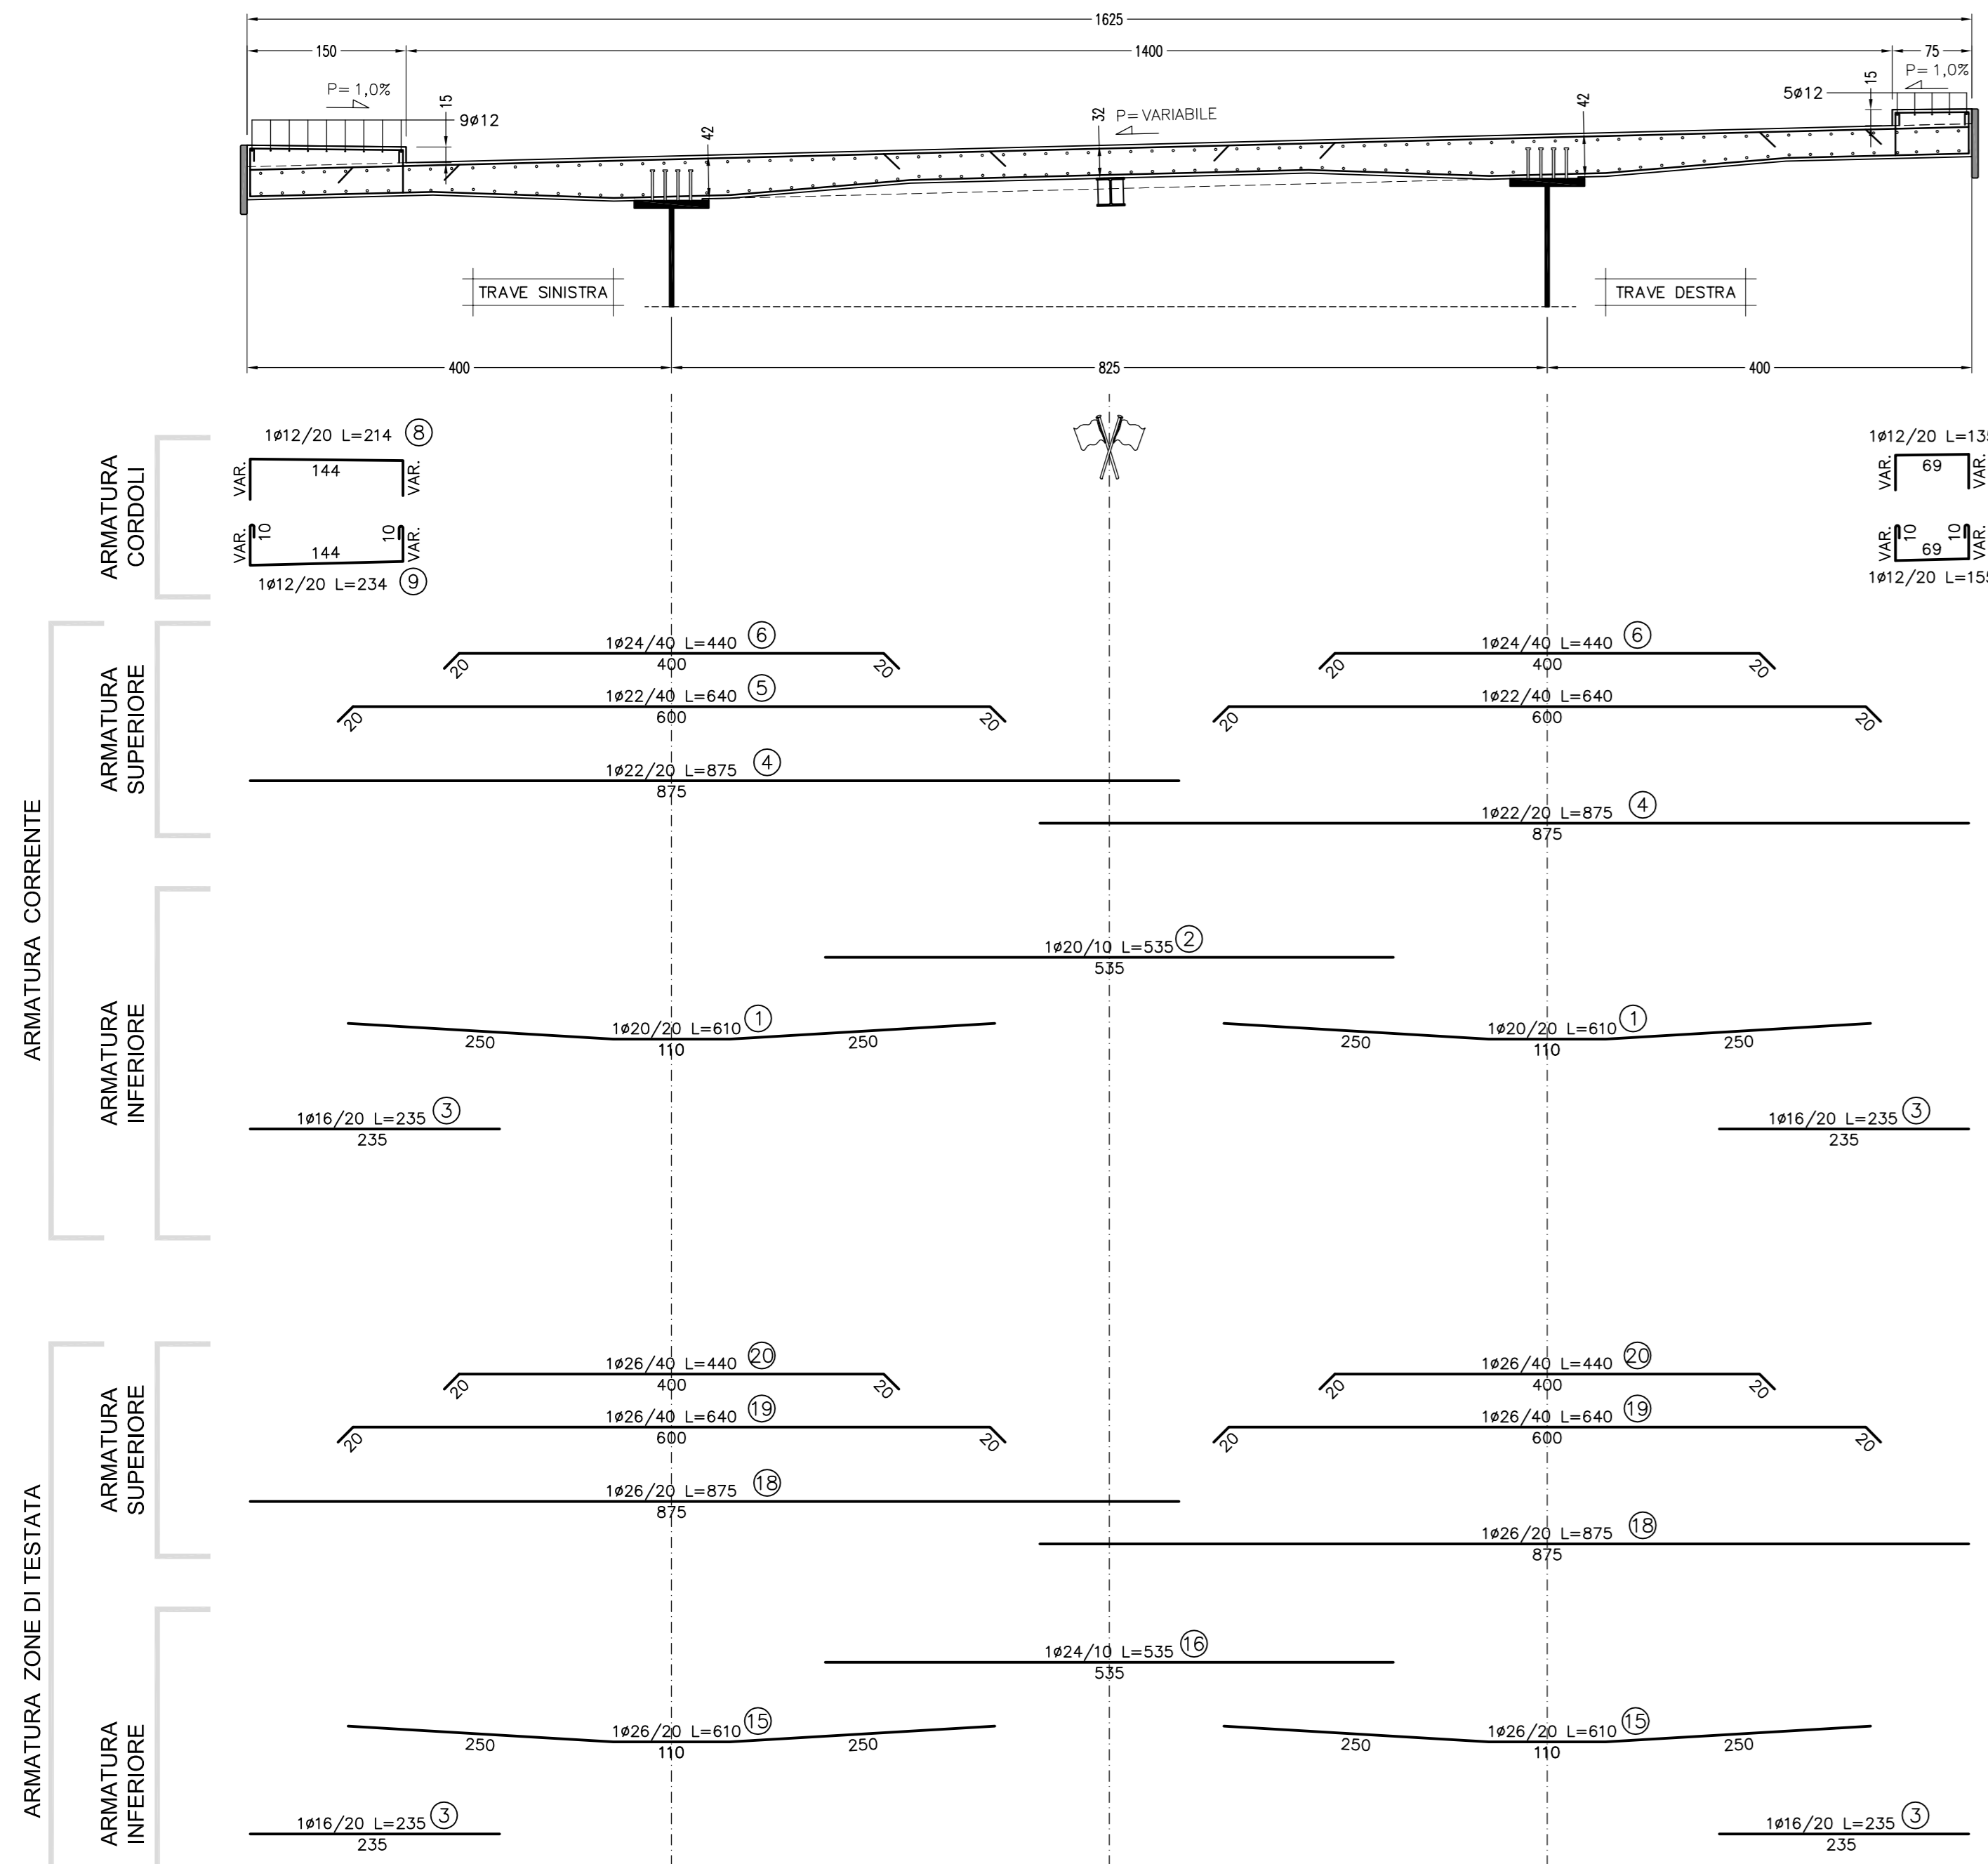 1625
150
1400
75
P= 1,0%
15
9ø12
42
32
P=VARIABILE
42
5ø12
15
P= 1,0%
TRAVE SINISTRA
TRAVE DESTRA
400
825
400
ARMATURA
CORDOLI
1ø12/20 L=214 8
VAR.
144
VAR.
VAR.
10
144
10
VAR.
1ø12/20 L=234 9
1ø12/20 L=135
VAR.
69
VAR.
VAR.
10
69
10
VAR.
1ø12/20 L=155
ARMATURA CORRENTE
ARMATURA
SUPERIORE
1ø24/40 L=440 6
20
400
20
1ø24/40 L=440 6
20
400
20
1ø22/40 L=640 5
20
600
20
1ø22/40 L=640
20
600
20
1ø22/20 L=875 4
875
1ø22/20 L=875 4
875
ARMATURA
INFERIORE
1ø20/10 L=535 2
535
1ø20/20 L=610 1
250
110
250
1ø20/20 L=610 1
250
110
250
1ø16/20 L=235 3
235
1ø16/20 L=235 3
235
ARMATURA ZONE DI TESTATA
ARMATURA
SUPERIORE
1ø26/40 L=440 20
20
400
20
1ø26/40 L=440 20
20
400
20
1ø26/40 L=640 19
20
600
20
1ø26/40 L=640 19
20
600
20
1ø26/20 L=875 18
875
1ø26/20 L=875 18
875
ARMATURA
INFERIORE
1ø24/10 L=535 16
535
1ø26/20 L=610 15
250
110
250
1ø26/20 L=610 15
250
110
250
1ø16/20 L=235 3
235
1ø16/20 L=235 3
235